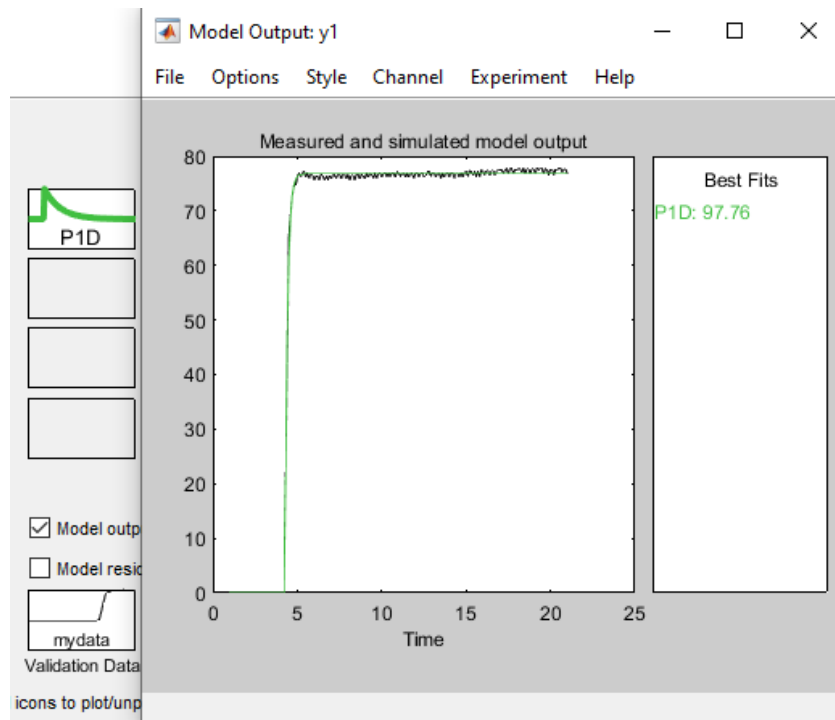 Model Output: y1
File Options Style Channel Experiment Help
Measured and simulated model output
80
70
60
50
40
30
20
10
0
0 5 10 15 20 25
Time
Best Fits
P1D: 97.76
P1D
Model outp
Model resid
mydata
Validation Data
icons to plot/unp